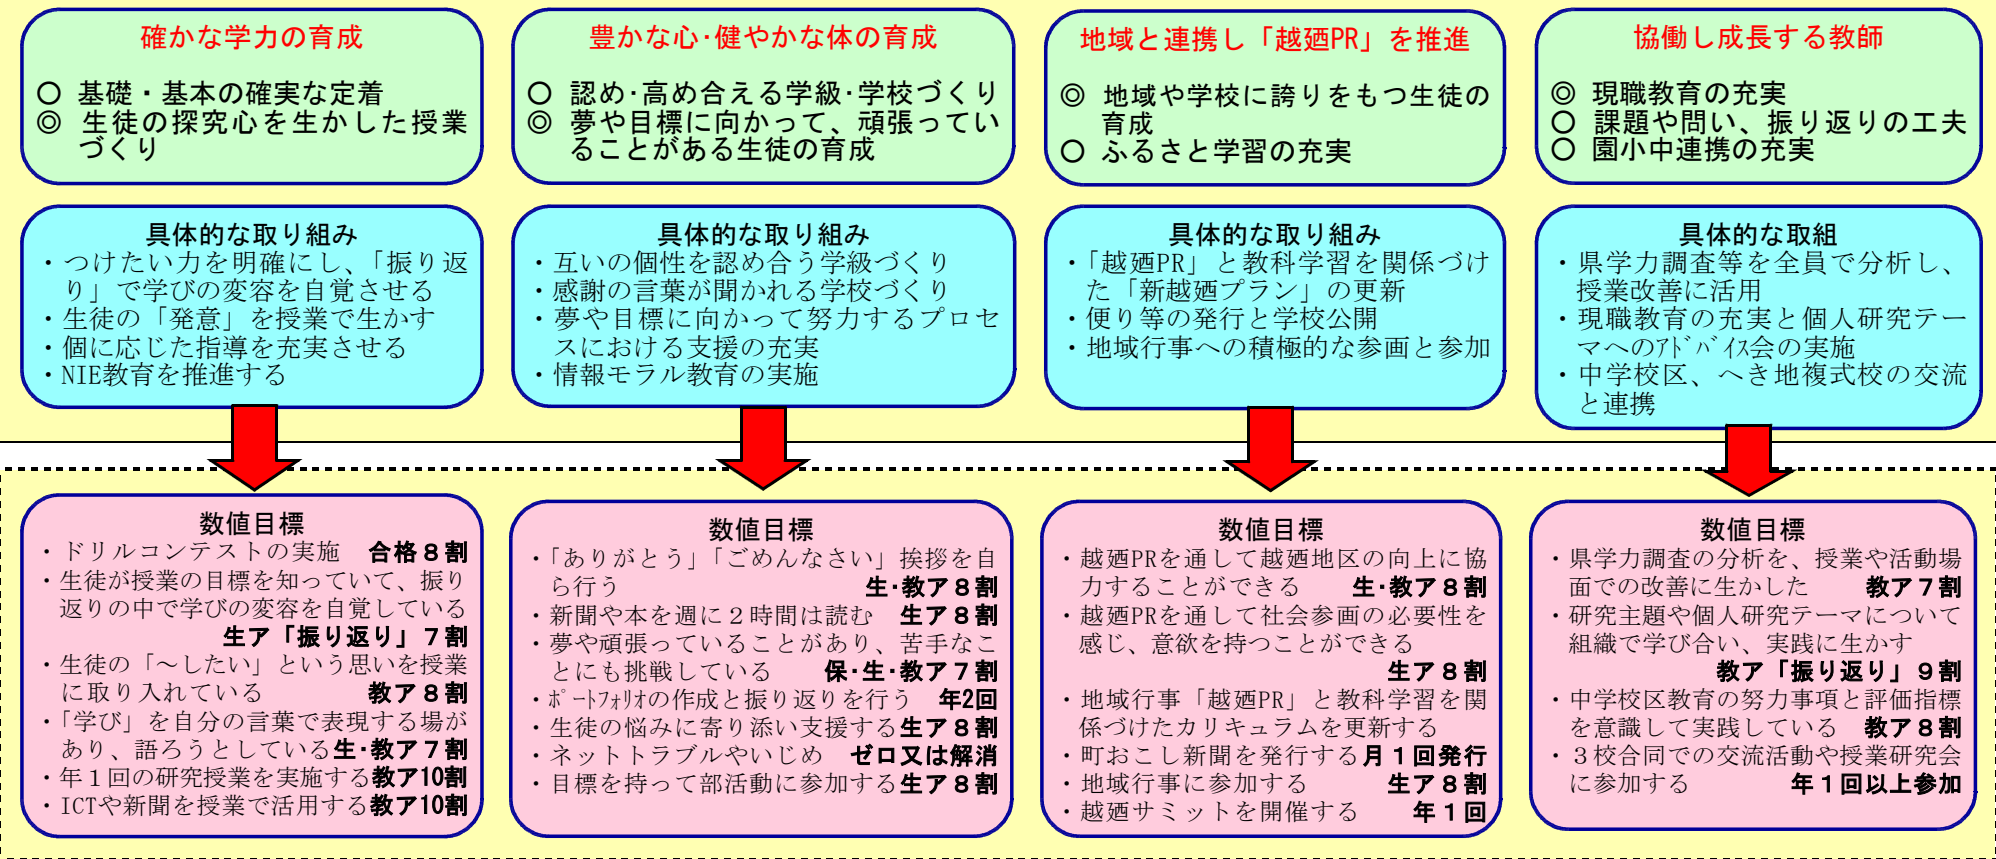 確かな学力の育成
○ 基礎・基本の確実な定着
◎ 生徒の探究心を生かした授業
づくり
豊かな心・健やかな体の育成
○ 認め・高め合える学級・学校づくり
◎ 夢や目標に向かって、頑張ってい
ることがある生徒の育成
地域と連携し「越廼PR」を推進
◎ 地域や学校に誇りをもつ生徒の
育成
○ ふるさと学習の充実
協働し成長する教師
◎ 現職教育の充実
○ 課題や問い、振り返りの工夫
○ 園小中連携の充実
具体的な取り組み
・つけたい力を明確にし、「振り返
り」で学びの変容を自覚させる
・生徒の「発意」を授業で生かす
・個に応じた指導を充実させる
・NIE教育を推進する
具体的な取り組み
・互いの個性を認め合う学級づくり
・感謝の言葉が聞かれる学校づくり
・夢や目標に向かって努力するプロセ
スにおける支援の充実
・情報モラル教育の実施
具体的な取り組み
・「越廼PR」と教科学習を関係づけ
た「新越廼プラン」の更新
・便り等の発行と学校公開
・地域行事への積極的な参画と参加
具体的な取組
・県学力調査等を全員で分析し、
授業改善に活用
・現職教育の充実と個人研究テー
マへのｱﾄﾞﾊﾞｲｽ会の実施
・中学校区、へき地複式校の交流
と連携
数値目標
・ドリルコンテストの実施 合格８割
・生徒が授業の目標を知っていて、振り
返りの中で学びの変容を自覚している
生ア「振り返り」７割
・生徒の「～したい」という思いを授業
に取り入れている 教ア８割
・「学び」を自分の言葉で表現する場が
あり、語ろうとしている生・教ア７割
・年１回の研究授業を実施する教ア10割
・ICTや新聞を授業で活用する教ア10割
数値目標
・「ありがとう」「ごめんなさい」挨拶を自
ら行う 生・教ア８割
・新聞や本を週に２時間は読む 生ア８割
・夢や頑張っていることがあり、苦手なこ
とにも挑戦している 保・生・教ア７割
・ﾎﾟｰﾄﾌｫﾘｵの作成と振り返りを行う 年2回
・生徒の悩みに寄り添い支援する生ア８割
・ネットトラブルやいじめ ゼロ又は解消
・目標を持って部活動に参加する生ア８割
数値目標
・越廼PRを通して越廼地区の向上に協
力することができる 生・教ア８割
・越廼PRを通して社会参画の必要性を
感じ、意欲を持つことができる
生ア８割
・地域行事「越廼PR」と教科学習を関
係づけたカリキュラムを更新する
・町おこし新聞を発行する月１回発行
・地域行事に参加する 生ア８割
・越廼サミットを開催する 年１回
数値目標
・県学力調査の分析を、授業や活動場
面での改善に生かした 教ア７割
・研究主題や個人研究テーマについて
組織で学び合い、実践に生かす
教ア「振り返り」９割
・中学校区教育の努力事項と評価指標
を意識して実践している 教ア８割
・３校合同での交流活動や授業研究会
に参加する 年１回以上参加